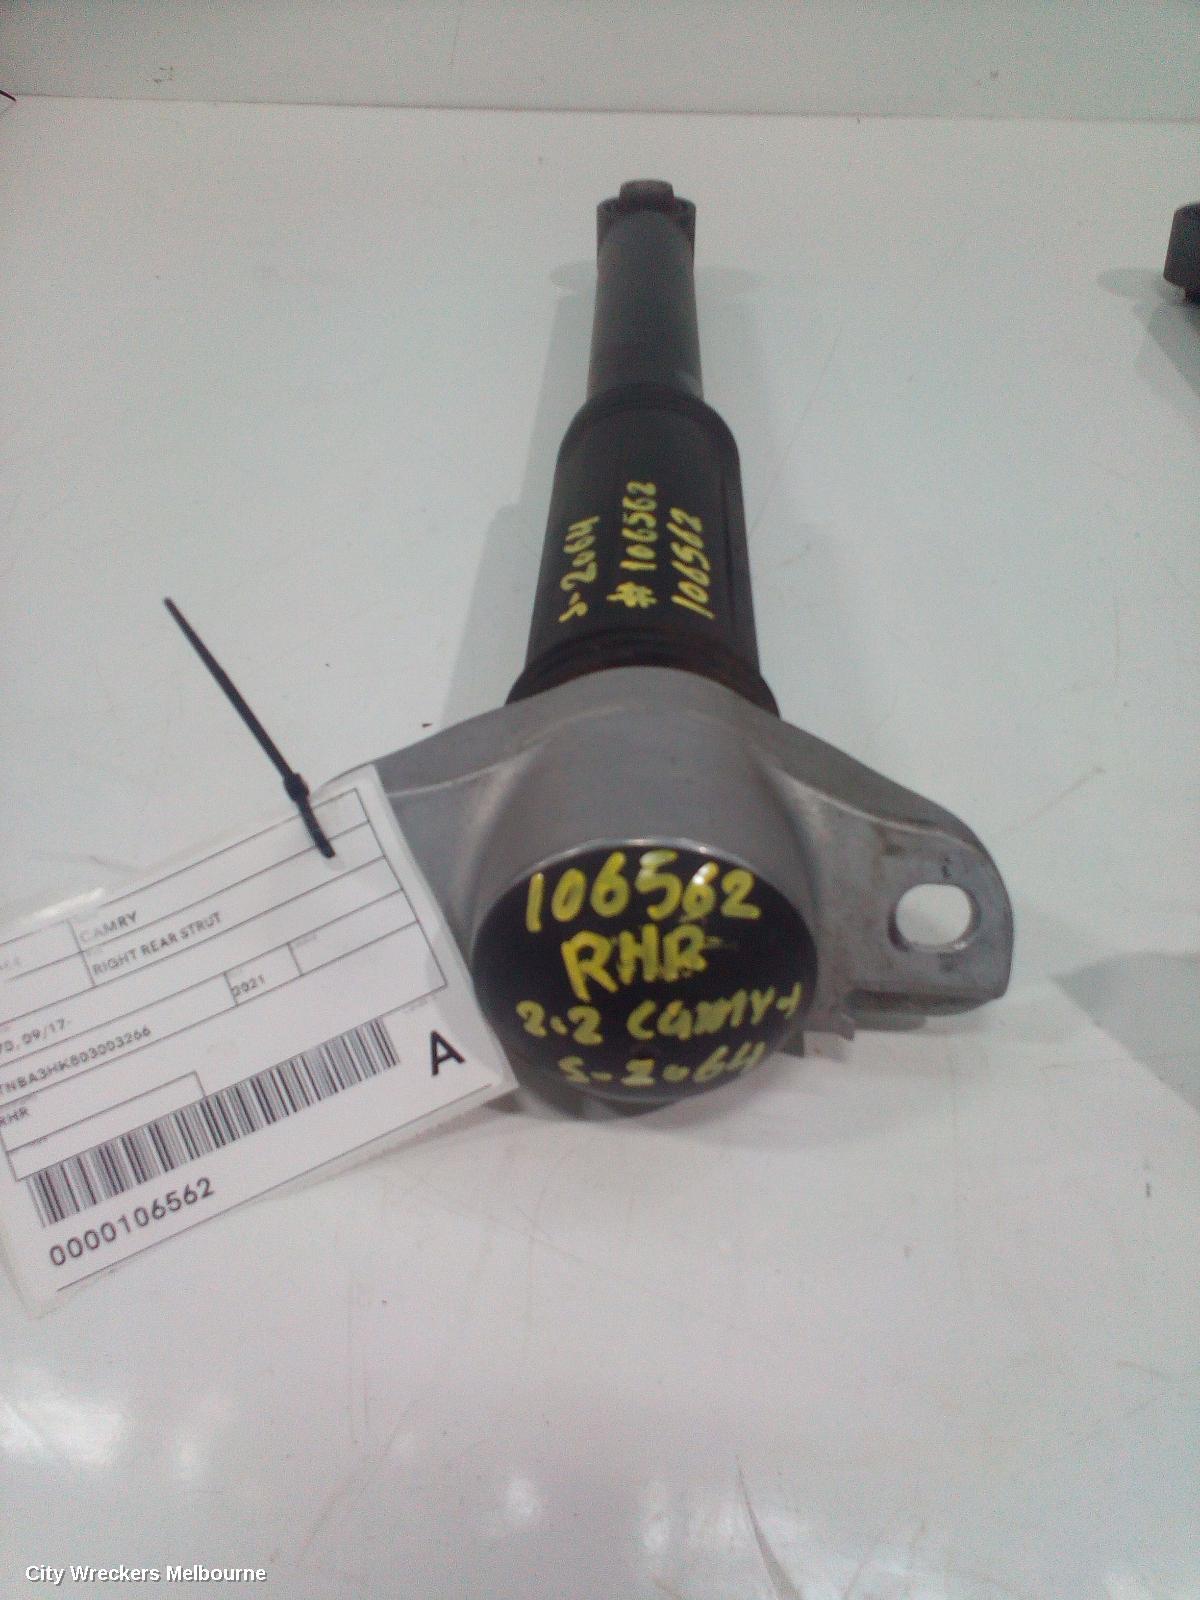 S-2064
# 106562
106562
106562
RHR
2.2 CAMRY-1
S-2064
CAMRY
RIGHT REAR STRUT
2021
70, 09/17-
TNBA3HK803003266
RHR
A
0000106562
City Wreckers Melbourne